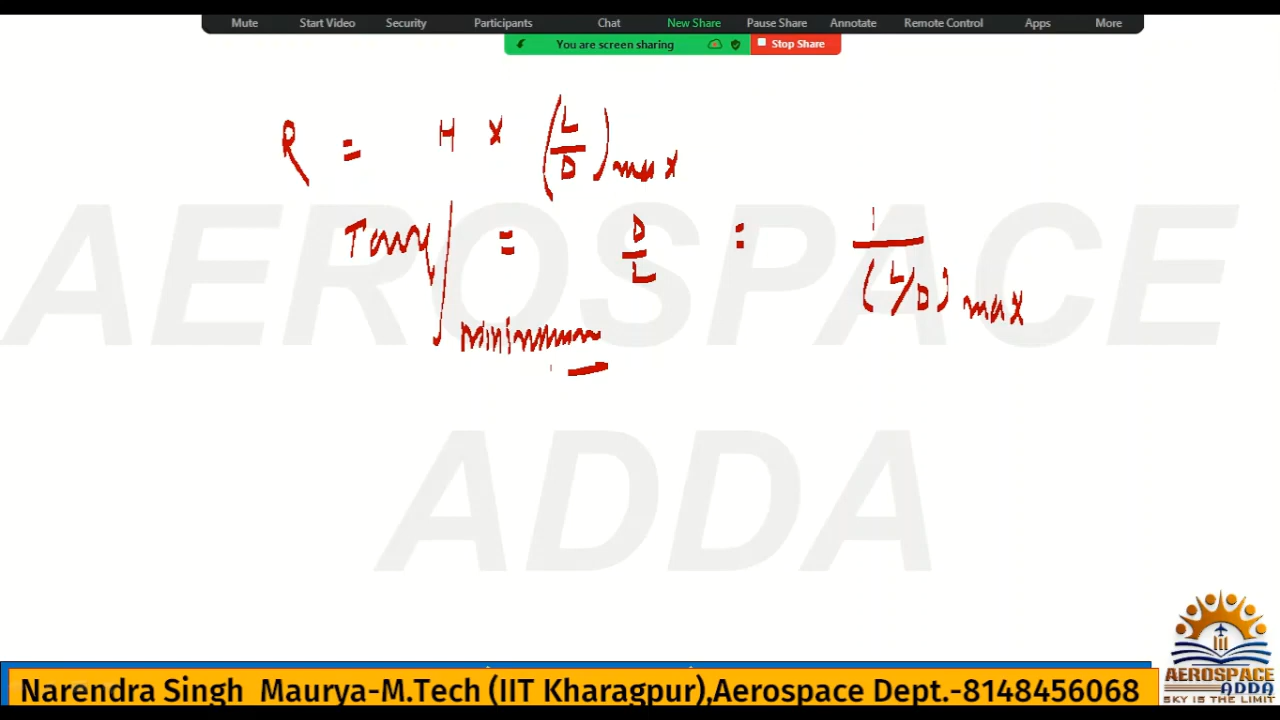 Mute Start Video Security Participants Chat New Share Pause Share Annotate Remote Control Apps More
You are screen sharing Stop Share
R = H x (L/D)max
Tanγ|minimum = D/L = 1/(L/D)max
AEROSPACE
ADDA
Narendra Singh Maurya-M.Tech (IIT Kharagpur),Aerospace Dept.-8148456068
AEROSPACE
ADDA
SKY IS THE LIMIT